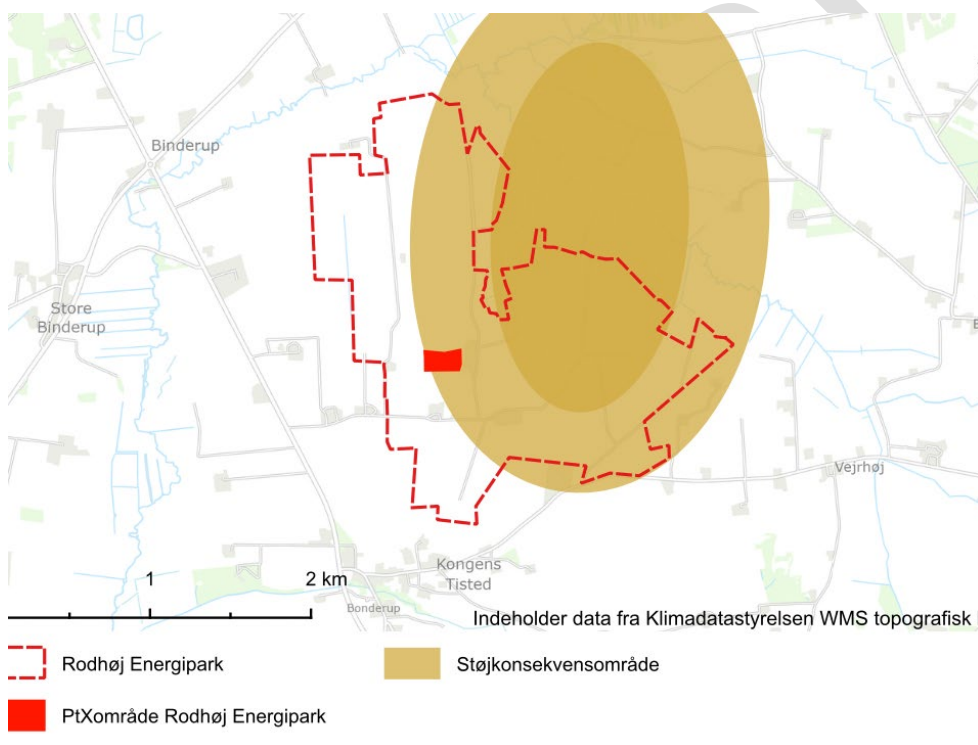 Binderup
Store
Binderup
Vejrhøj
Kongens
Tisted
Bonderup
1
2 km
Indeholder data fra Klimadatastyrelsen WMS topografisk
Rodhøj Energipark
Støjkonsekvensområde
PtXområde Rodhøj Energipark